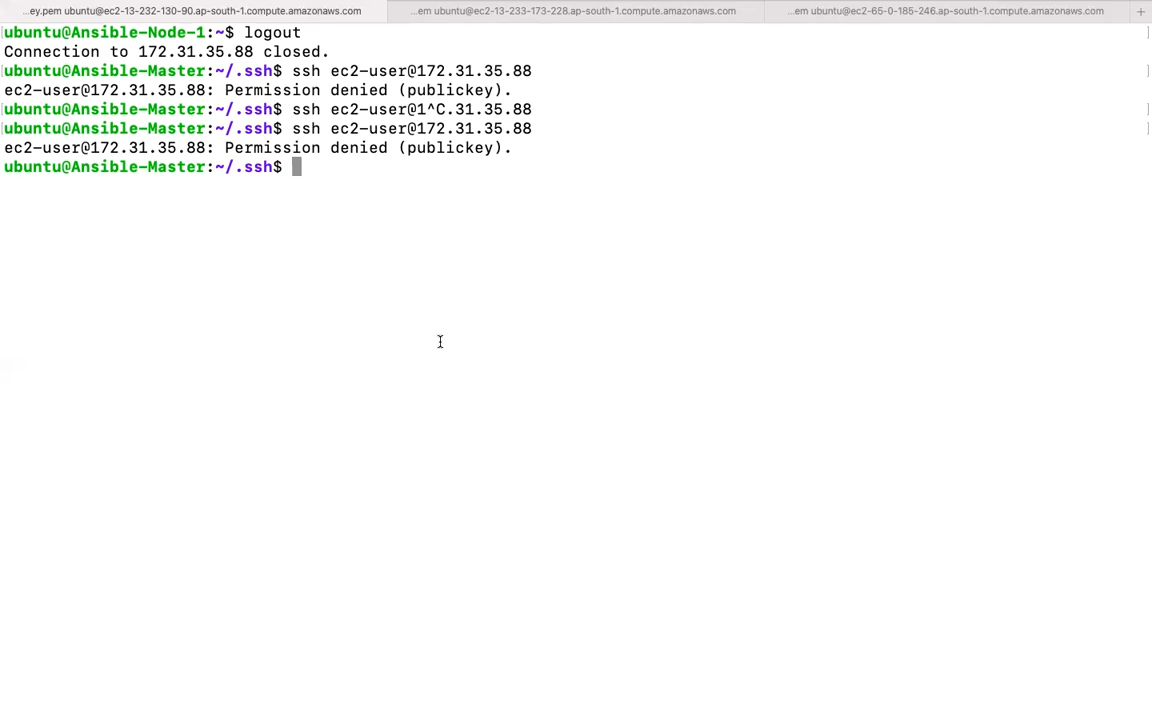 ...ey.pem ubuntu@ec2-13-232-130-90.ap-south-1.compute.amazonaws.com
...em ubuntu@ec2-13-233-173-228.ap-south-1.compute.amazonaws.com
...em ubuntu@ec2-65-0-185-246.ap-south-1.compute.amazonaws.com
+
ubuntu@Ansible-Node-1:~$ logout
Connection to 172.31.35.88 closed.
ubuntu@Ansible-Master:~/.ssh$ ssh ec2-user@172.31.35.88
ec2-user@172.31.35.88: Permission denied (publickey).
ubuntu@Ansible-Master:~/.ssh$ ssh ec2-user@1^C.31.35.88
ubuntu@Ansible-Master:~/.ssh$ ssh ec2-user@172.31.35.88
ec2-user@172.31.35.88: Permission denied (publickey).
ubuntu@Ansible-Master:~/.ssh$